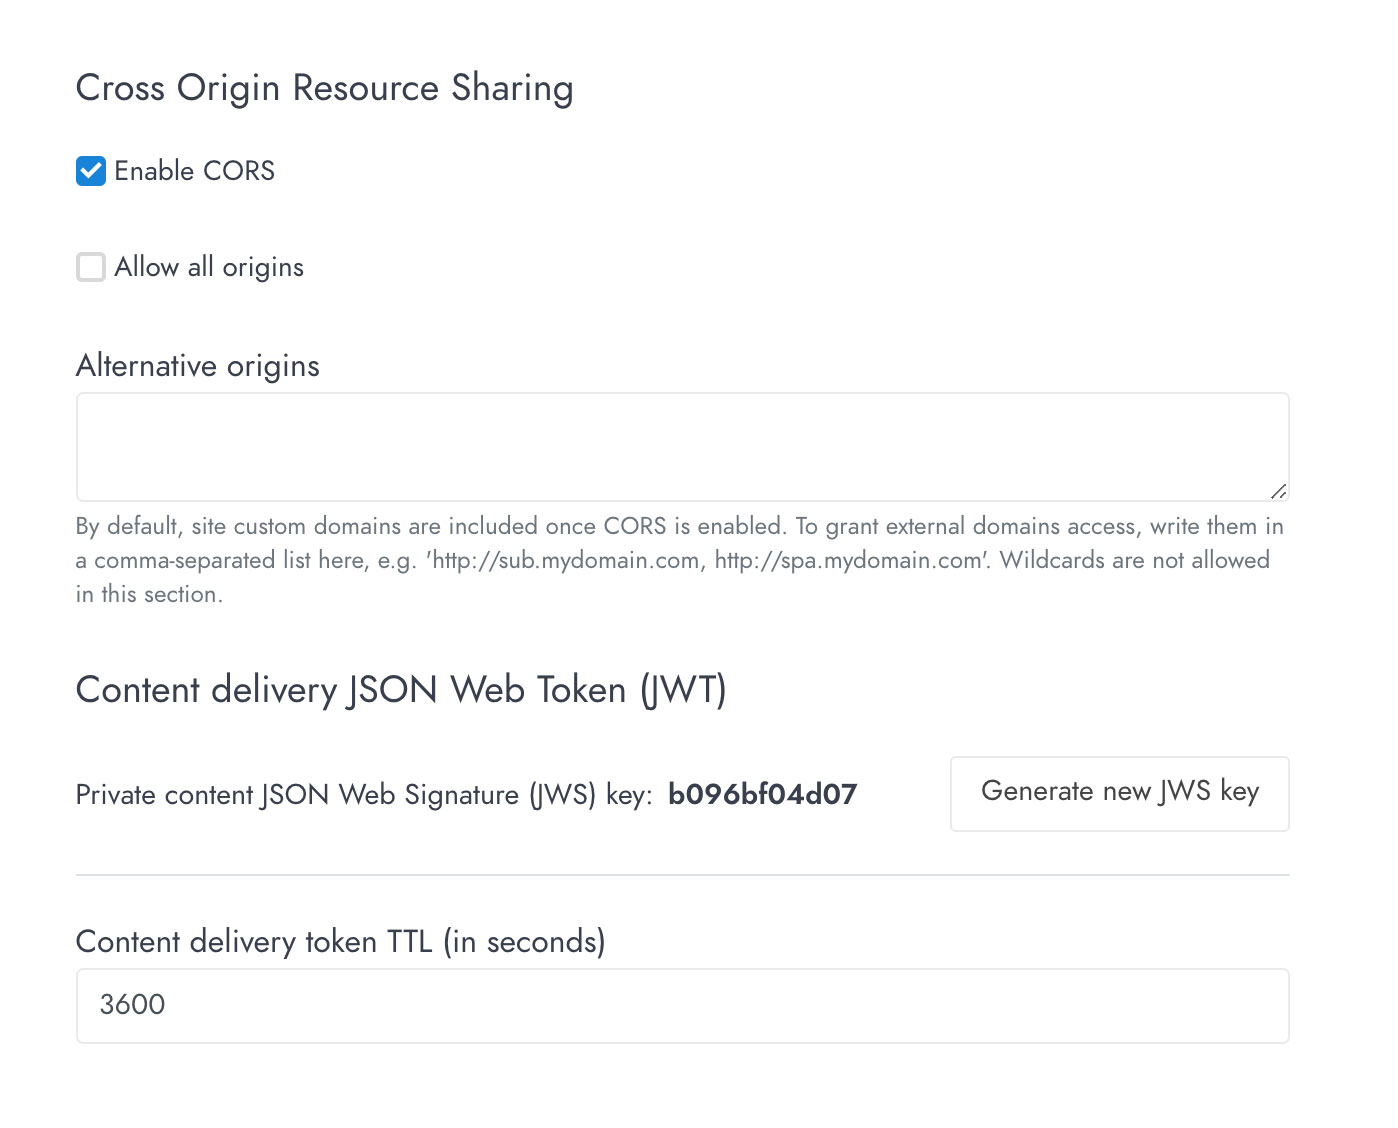 Cross Origin Resource Sharing
Enable CORS
Allow all origins
Alternative origins
By default, site custom domains are included once CORS is enabled. To grant external domains access, write them in
a comma-separated list here, e.g. 'http://sub.mydomain.com, http://spa.mydomain.com'. Wildcards are not allowed
in this section.
Content delivery JSON Web Token (JWT)
Private content JSON Web Signature (JWS) key: b096bf04d07
Generate new JWS key
Content delivery token TTL (in seconds)
3600